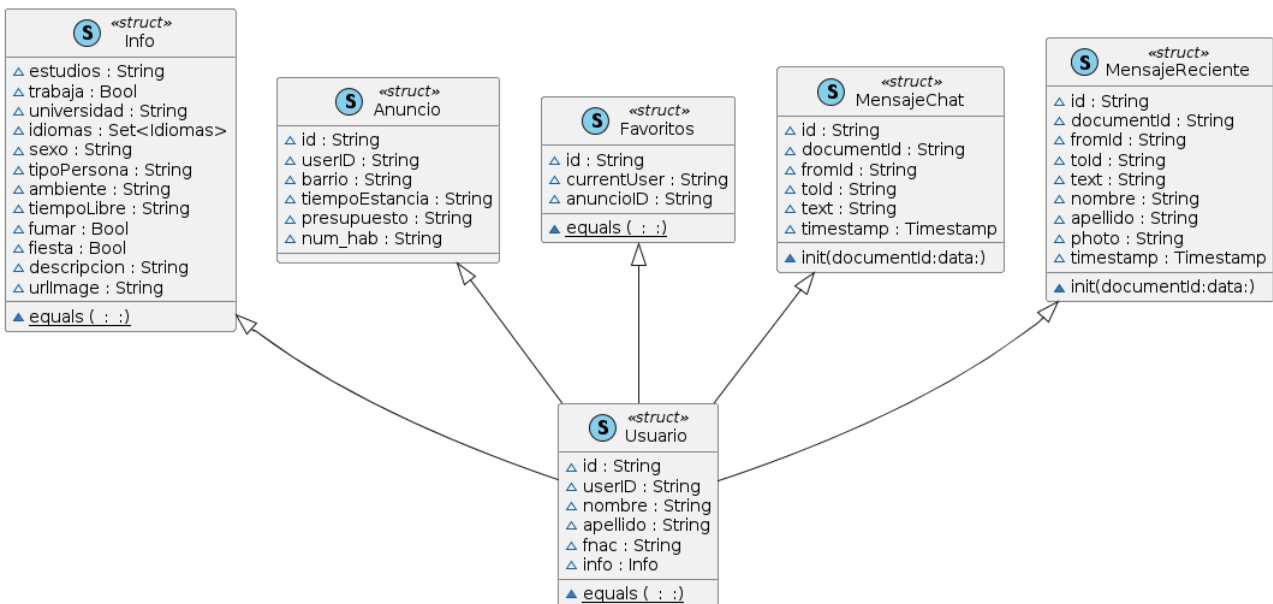 S «struct»
Info
estudios : String
trabaja : Bool
universidad : String
idiomas : Set<Idiomas>
sexo : String
tipoPersona : String
ambiente : String
tiempoLibre : String
fumar : Bool
fiesta : Bool
descripcion : String
urlImage : String
equals ( _:_:)
S «struct»
Anuncio
id : String
userID : String
barrio : String
tiempoEstancia : String
presupuesto : String
num_hab : String
S «struct»
Favoritos
id : String
currentUser : String
anuncioID : String
equals ( _:_:)
S «struct»
MensajeChat
id : String
documentId : String
fromId : String
toId : String
text : String
timestamp : Timestamp
init(documentId:data:)
S «struct»
MensajeReciente
id : String
documentId : String
fromId : String
toId : String
text : String
nombre : String
apellido : String
photo : String
timestamp : Timestamp
init(documentId:data:)
S «struct»
Usuario
id : String
userID : String
nombre : String
apellido : String
fnac : String
info : Info
equals ( _:_:)